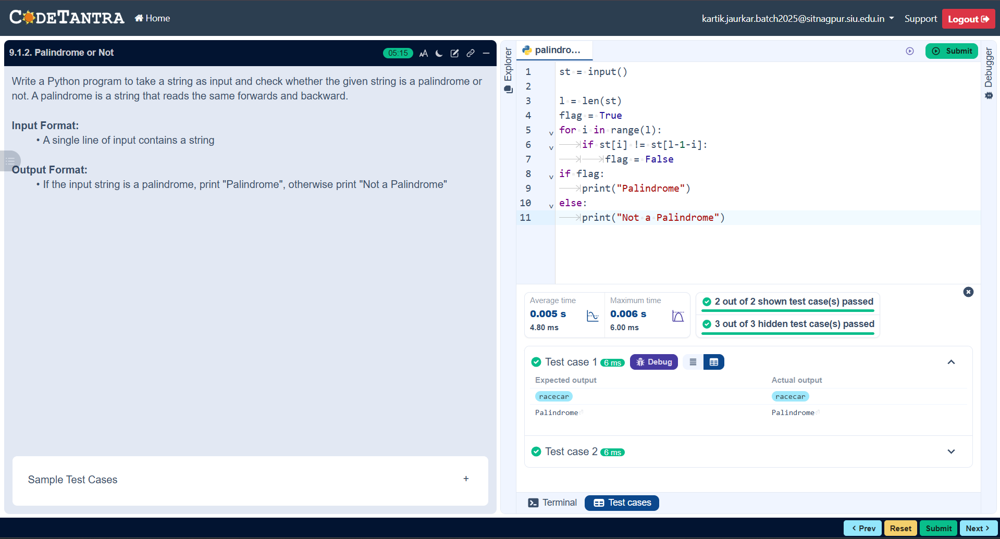 CODETANTRA Home
kartik.jaurkar.batch2025@sitnagpur.siu.edu.in Support Logout
9.1.2. Palindrome or Not 05:15
Write a Python program to take a string as input and check whether the given string is a palindrome or
not. A palindrome is a string that reads the same forwards and backward.
Input Format:
• A single line of input contains a string
Output Format:
• If the input string is a palindrome, print "Palindrome", otherwise print "Not a Palindrome"
Sample Test Cases +
Explorer
palindro...
Submit
Debugger
1 st = input()
2
3 l = len(st)
4 flag = True
5 for i in range(l):
6 if st[i] != st[l-1-i]:
7 flag = False
8 if flag:
9 print("Palindrome")
10 else:
11 print("Not a Palindrome")
Average time
0.005 s
4.80 ms
Maximum time
0.006 s
6.00 ms
2 out of 2 shown test case(s) passed
3 out of 3 hidden test case(s) passed
Test case 1 6 ms Debug
Expected output Actual output
racecar racecar
Palindrome Palindrome
Test case 2 6 ms
Terminal Test cases
< Prev Reset Submit Next >